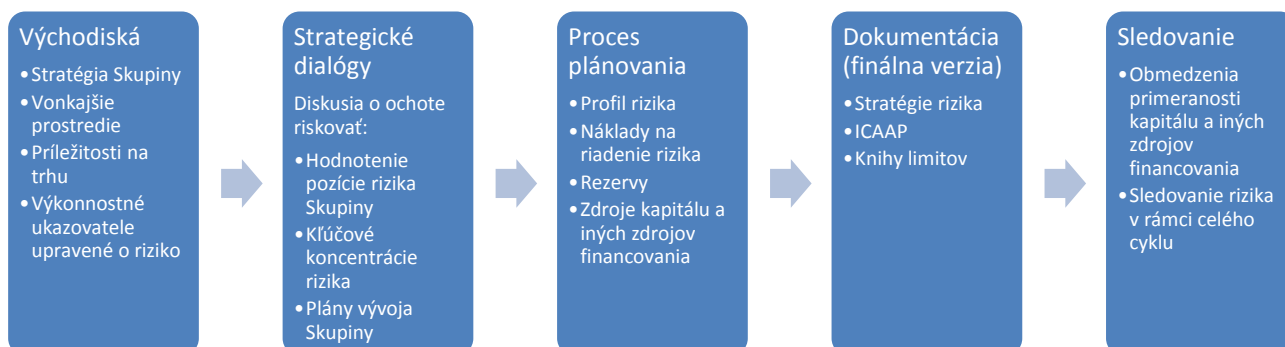 Východiská
•Stratégia Skupiny
•Vonkajšie
prostredie
•Príležitosti na
trhu
•Výkonnostné
ukazovatele
upravené o riziko
Strategické
dialógy
Diskusia o ochote
riskovať:
•Hodnotenie
pozície rizika
Skupiny
•Kľúčové
koncentrácie
rizika
•Plány vývoja
Skupiny
Proces
plánovania
•Profil rizika
•Náklady na
riadenie rizika
•Rezervy
•Zdroje kapitálu a
iných zdrojov
financovania
Dokumentácia
(finálna verzia)
•Stratégie rizika
•ICAAP
•Knihy limitov
Sledovanie
•Obmedzenia
primeranosti
kapitálu a iných
zdrojov
financovania
•Sledovanie rizika
v rámci celého
cyklu